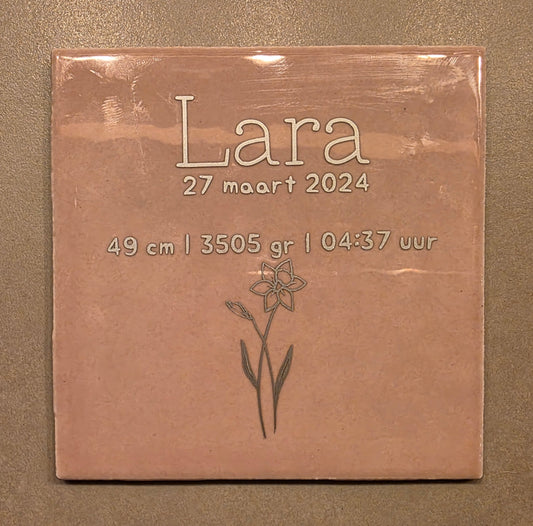 Lara
27 maart 2024
49 cm | 3505 gr | 04:37 uur